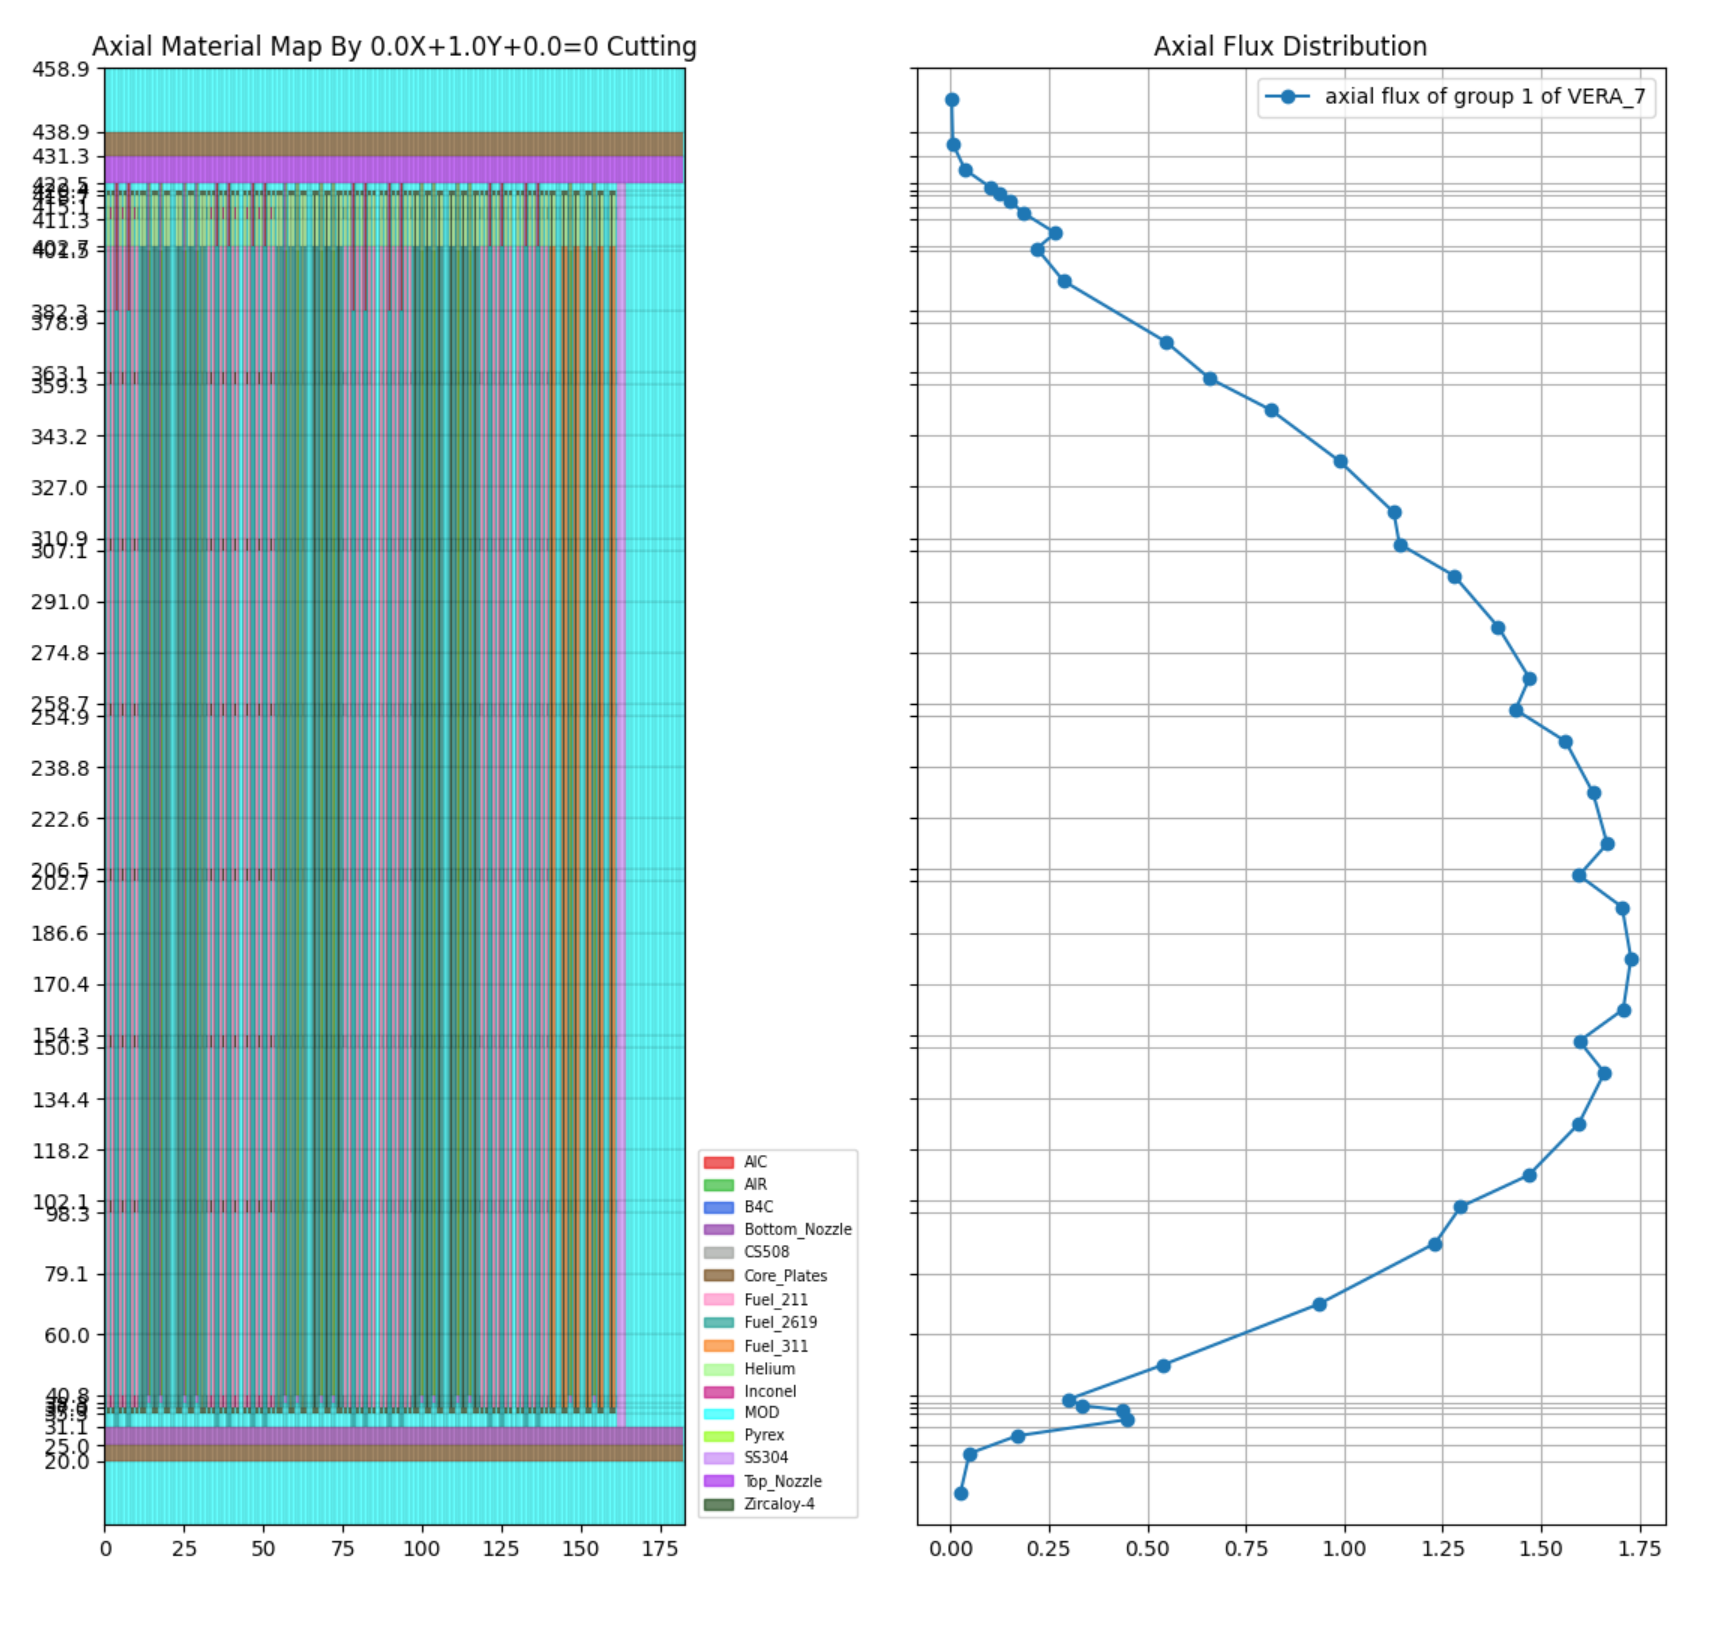 Axial Material Map By 0.0X+1.0Y+0.0=0 Cutting
458.9
438.9
431.3
415.1
411.3
382.3
378.9
363.1
359.3
343.2
327.0
310.9
307.1
291.0
274.8
258.7
254.9
238.8
222.6
206.5
202.7
186.6
170.4
154.3
150.5
134.4
118.2
102.1
98.3
79.1
60.0
40.8
31.1
25.0
20.0
0 25 50 75 100 125 150 175
AIC
AIR
B4C
Bottom_Nozzle
CS508
Core_Plates
Fuel_211
Fuel_2619
Fuel_311
Helium
Inconel
MOD
Pyrex
SS304
Top_Nozzle
Zircaloy-4
Axial Flux Distribution
axial flux of group 1 of VERA_7
0.00 0.25 0.50 0.75 1.00 1.25 1.50 1.75